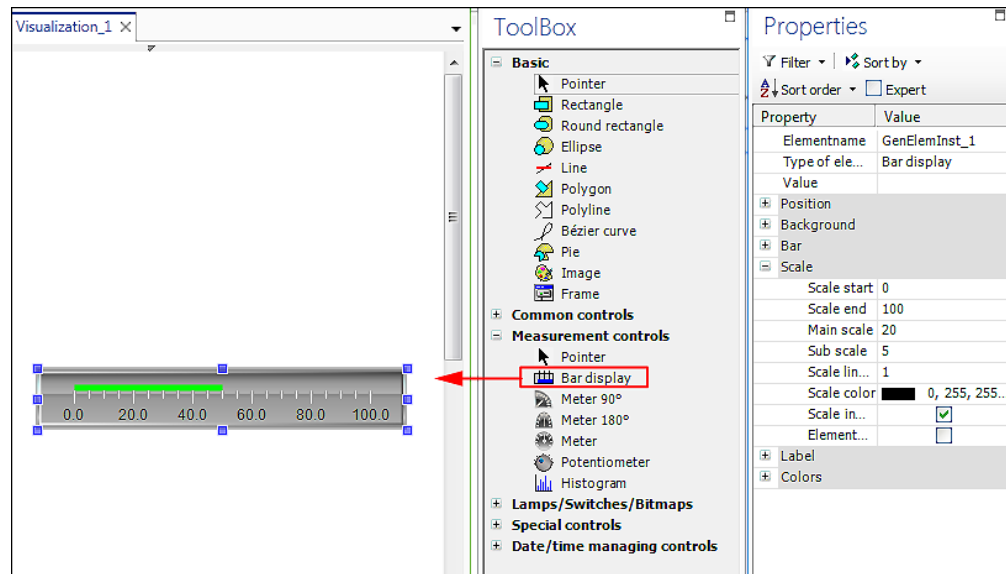 Visualization_1
0.0 20.0 40.0 60.0 80.0 100.0
ToolBox
Basic
Pointer
Rectangle
Round rectangle
Ellipse
Line
Polygon
Polyline
Bézier curve
Pie
Image
Frame
Common controls
Measurement controls
Pointer
Bar display
Meter 90°
Meter 180°
Meter
Potentiometer
Histogram
Lamps/Switches/Bitmaps
Special controls
Date/time managing controls
Properties
Filter Sort by
Sort order Expert
Property Value
Elementname GenElemInst_1
Type of ele... Bar display
Value
Position
Background
Bar
Scale
Scale start 0
Scale end 100
Main scale 20
Sub scale 5
Scale lin... 1
Scale color 0, 255, 255...
Scale in...
Element...
Label
Colors